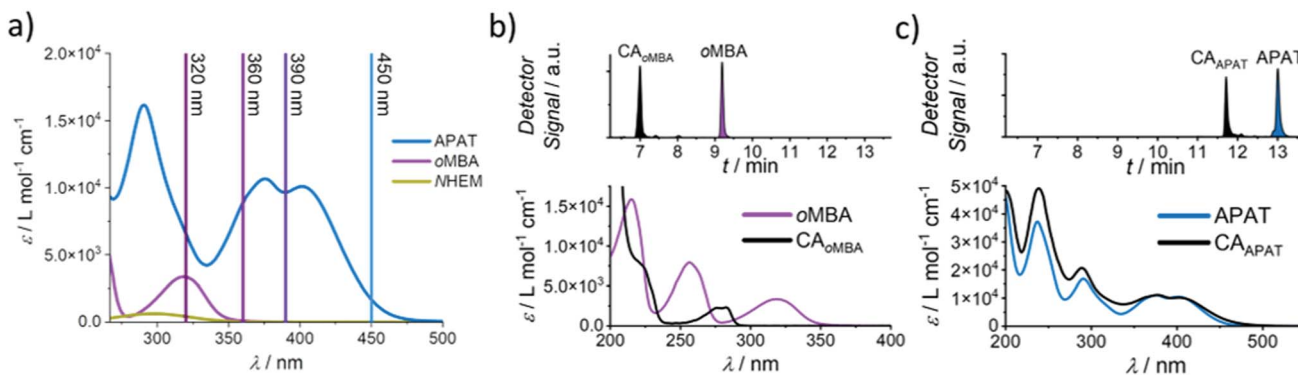 a)
ε / L mol⁻¹ cm⁻¹
2.0×10⁴
1.5×10⁴
1.0×10⁴
5.0×10³
0.0
320 nm
360 nm
390 nm
450 nm
APAT
oMBA
NHEM
300 350 400 450 500
λ / nm
b)
Detector
Signal / a.u.
CAoMBA
oMBA
7 8 9 10 11 12 13
t / min
ε / L mol⁻¹ cm⁻¹
1.5×10⁴
1.0×10⁴
5.0×10³
0.0
oMBA
CAoMBA
200 250 300 350 400
λ / nm
c)
Detector
Signal / a.u.
CAAPAT APAT
7 8 9 10 11 12 13
t / min
ε / L mol⁻¹ cm⁻¹
5×10⁴
4×10⁴
3×10⁴
2×10⁴
1×10⁴
0
APAT
CAAPAT
200 300 400 500
λ / nm